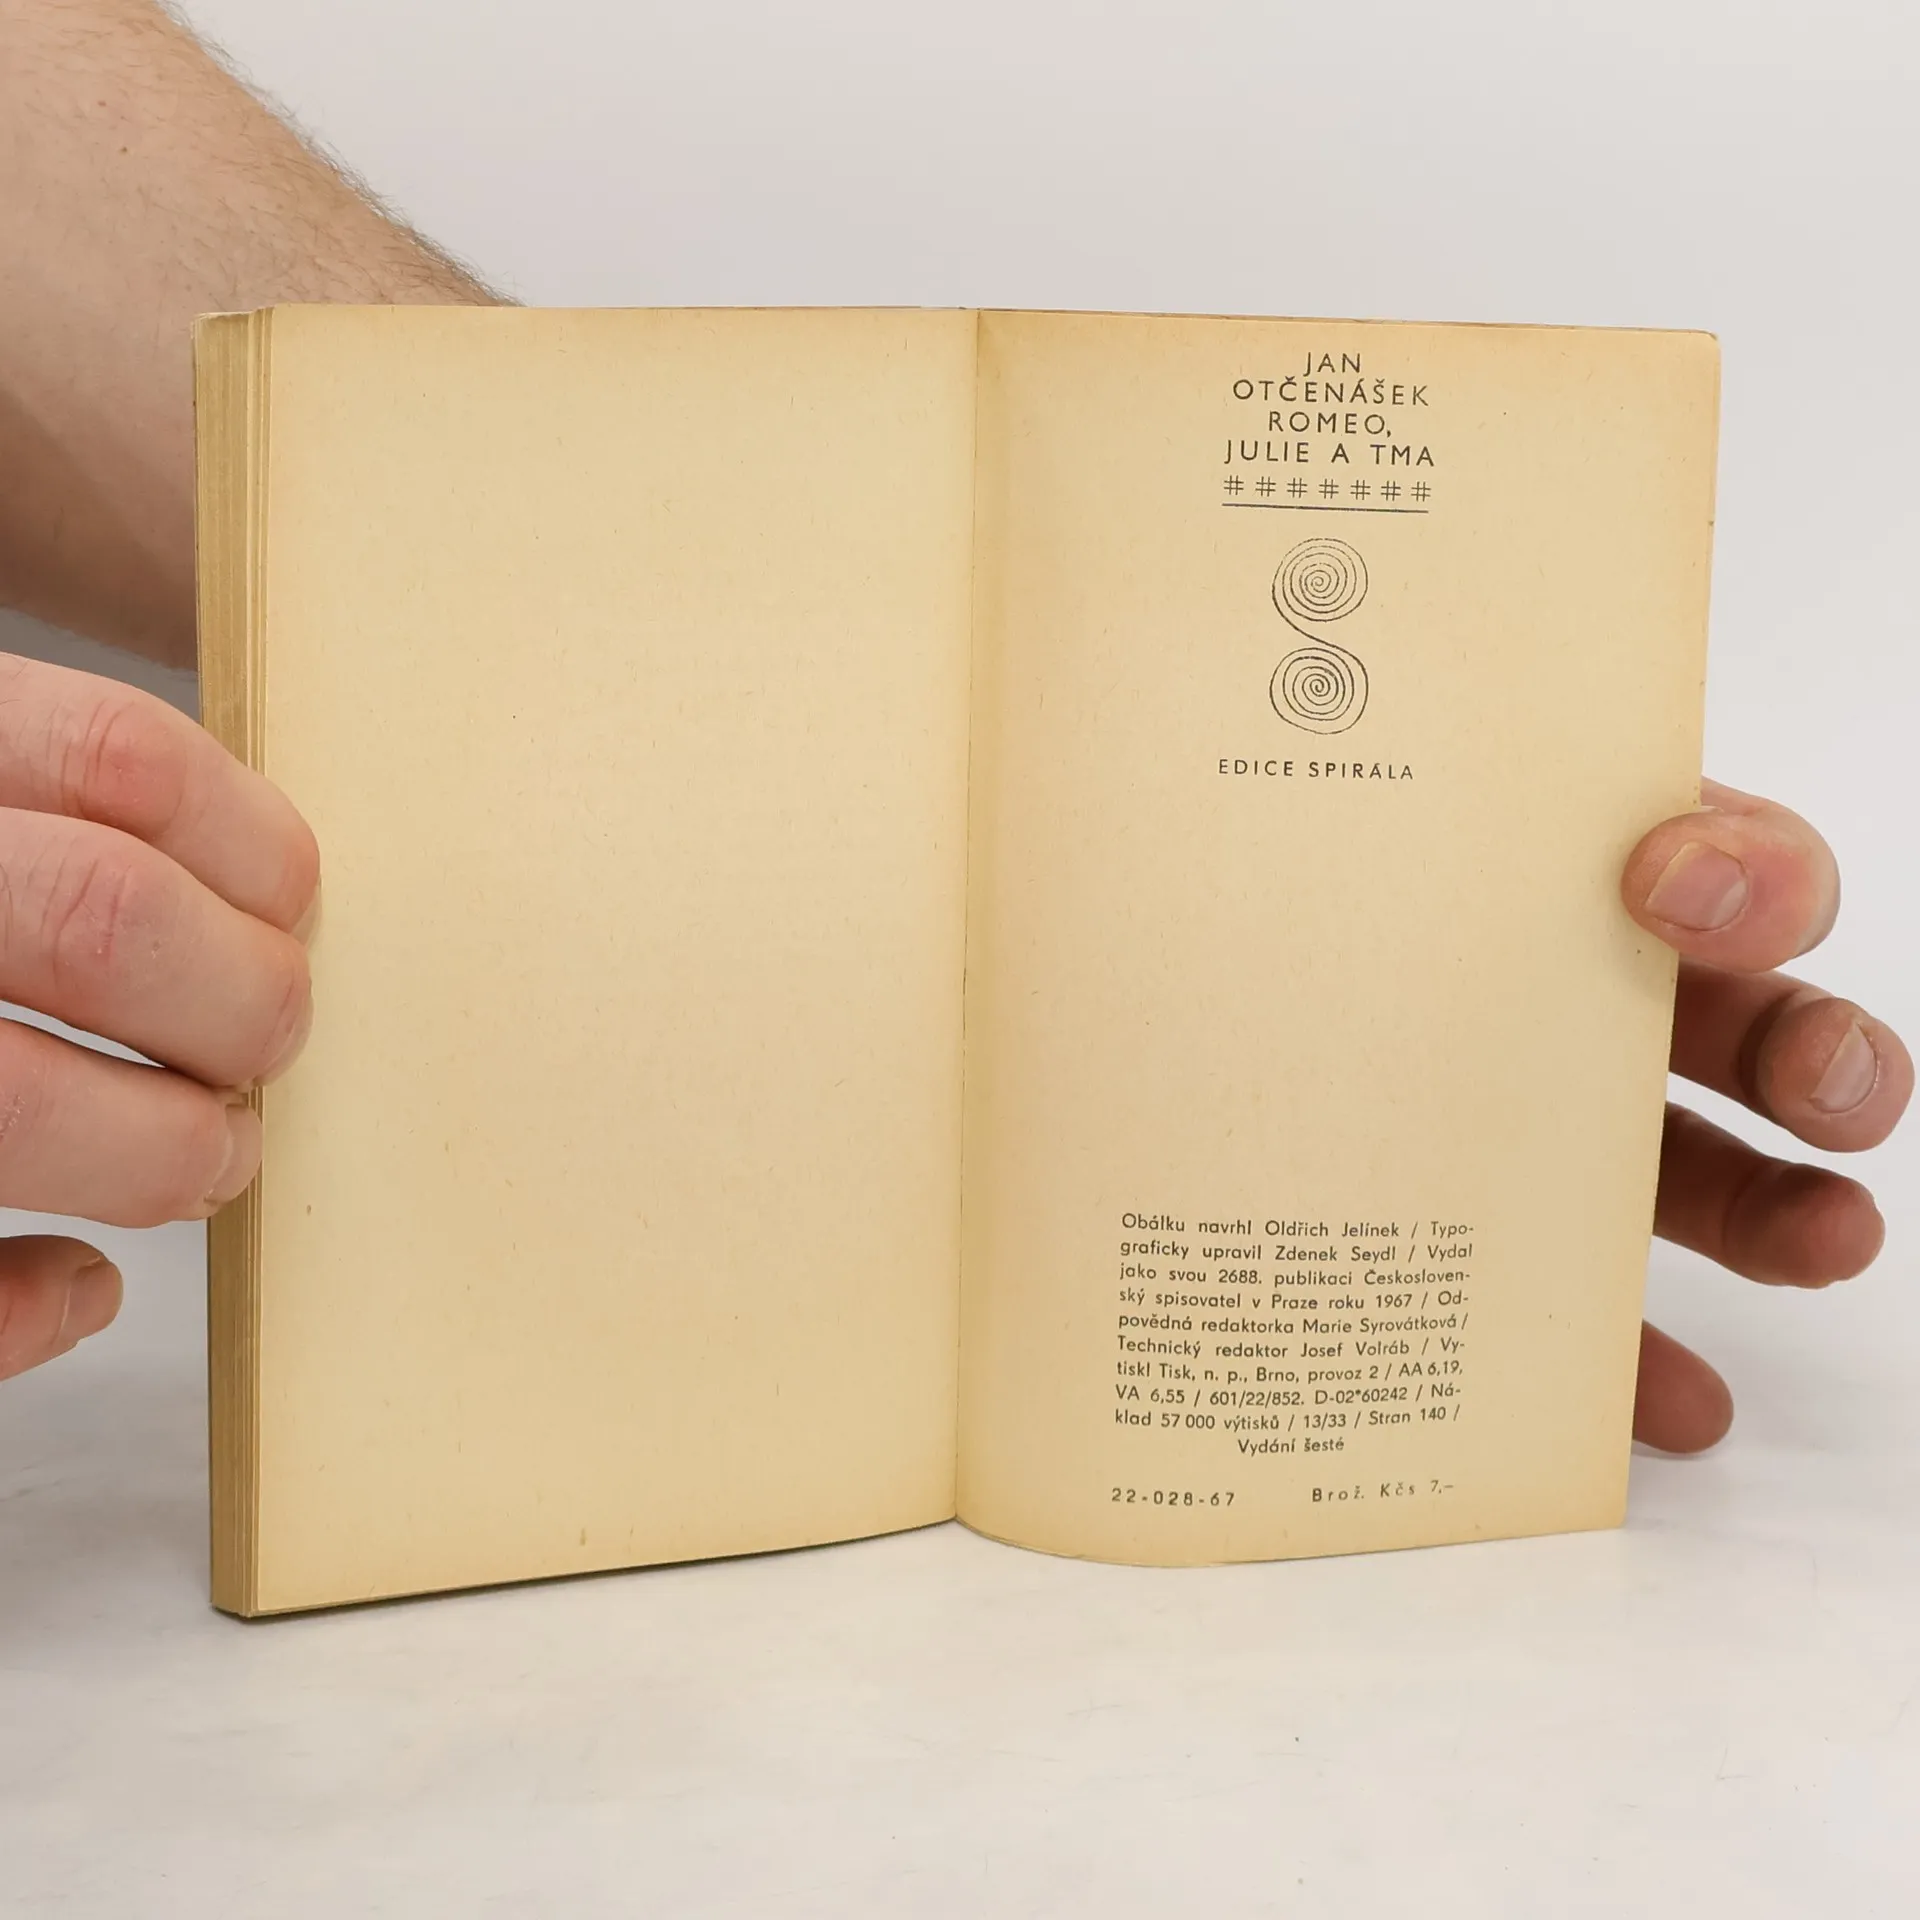 JAN
OTČENÁŠEK
ROMEO,
JULIE A TMA
# # # # # # #
EDICE SPIRÁLA
Obálku navrhl Oldřich Jelínek / Typo-
graficky upravil Zdenek Seydl / Vydal
jako svou 2688. publikaci Českosloven-
ský spisovatel v Praze roku 1967 / Od-
povědná redaktorka Marie Syrovátková /
Technický redaktor Josef Volráb / Vy-
tiskl Tisk, n. p., Brno, provoz 2 / AA 6,19,
VA 6,55 / 601/22/852. D-02*60242 / Ná-
klad 57 000 výtisků / 13/33 / Stran 140 /
Vydání šesté
22-028-67 Brož. Kčs 7,–